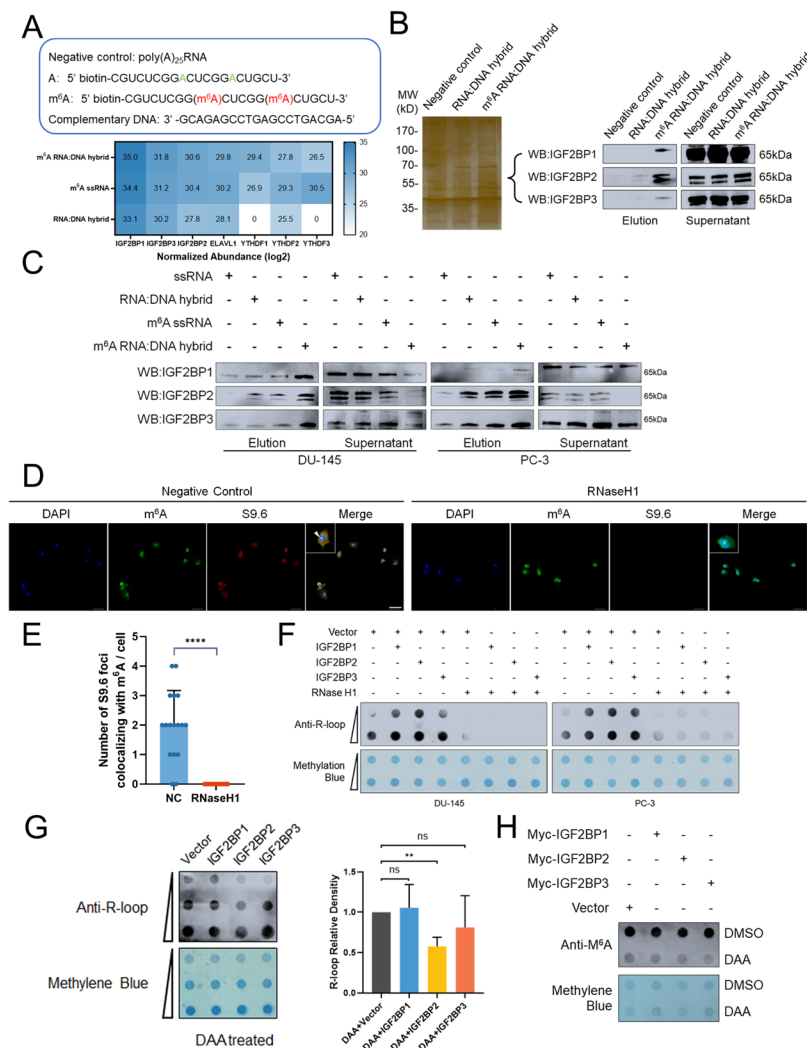 A
Negative control: poly(A)25RNA
A: 5' biotin-CGUCUCGGACUCGGACUGCU-3'
m6A: 5' biotin-CGUCUCGG(m6A)CUCGG(m6A)CUGCU-3'
Complementary DNA: 3' -GCAGAGCCTGAGCCTGACGA-5'
m6A RNA:DNA hybrid 35.0 31.8 30.6 29.8 29.4 27.8 26.5
m6A ssRNA 34.4 31.2 30.4 30.2 26.9 29.3 30.5
RNA:DNA hybrid 33.1 30.2 27.8 28.1 0 25.5 0
IGF2BP1 IGF2BP3 IGF2BP2 ELAVL1 YTHDF1 YTHDF2 YTHDF3
Normalized Abundance (log2)
35
30
25
20
B
Negative control
RNA:DNA hybrid
m6A RNA:DNA hybrid
MW
(kD)
170-
130-
100-
70-
55-
35-
Negative control
RNA:DNA hybrid
m6A RNA:DNA hybrid
Negative control
RNA:DNA hybrid
m6A RNA:DNA hybrid
WB:IGF2BP1 65kDa
WB:IGF2BP2 65kDa
WB:IGF2BP3 65kDa
Elution Supernatant
C
ssRNA + - - - + - - - + - - - + - - -
RNA:DNA hybrid - + - - - + - - - + - - - + - -
m6A ssRNA - - + - - - + - - - + - - - + -
m6A RNA:DNA hybrid - - - + - - - + - - - + - - - +
WB:IGF2BP1 65kDa
WB:IGF2BP2 65kDa
WB:IGF2BP3 65kDa
Elution Supernatant Elution Supernatant
DU-145 PC-3
D
Negative Control RNaseH1
DAPI m6A S9.6 Merge DAPI m6A S9.6 Merge
E
Number of S9.6 foci
colocalizing with m6A / cell
5
4
3
2
1
0
****
NC RNaseH1
F
Vector + + + + + - - - + + + + + - - -
IGF2BP1 - + - - - + - - - + - - - + - -
IGF2BP2 - - + - - - + - - - + - - - + -
IGF2BP3 - - - + - - - + - - - + - - - +
RNase H1 - - - - + + + + - - - - + + + +
Anti-R-loop
Methylation
Blue
DU-145 PC-3
G
Vector
IGF2BP1
IGF2BP2
IGF2BP3
Anti-R-loop
Methylene Blue
DAA treated
R-loop Relative Densitiy
1.5
1.0
0.5
0.0
ns
**
ns
DAA+Vector
DAA+IGF2BP1
DAA+IGF2BP2
DAA+IGF2BP3
H
Myc-IGF2BP1 - + - -
Myc-IGF2BP2 - - + -
Myc-IGF2BP3 - - - +
Vector + - - -
Anti-M6A
DMSO
DAA
Methylene
Blue
DMSO
DAA